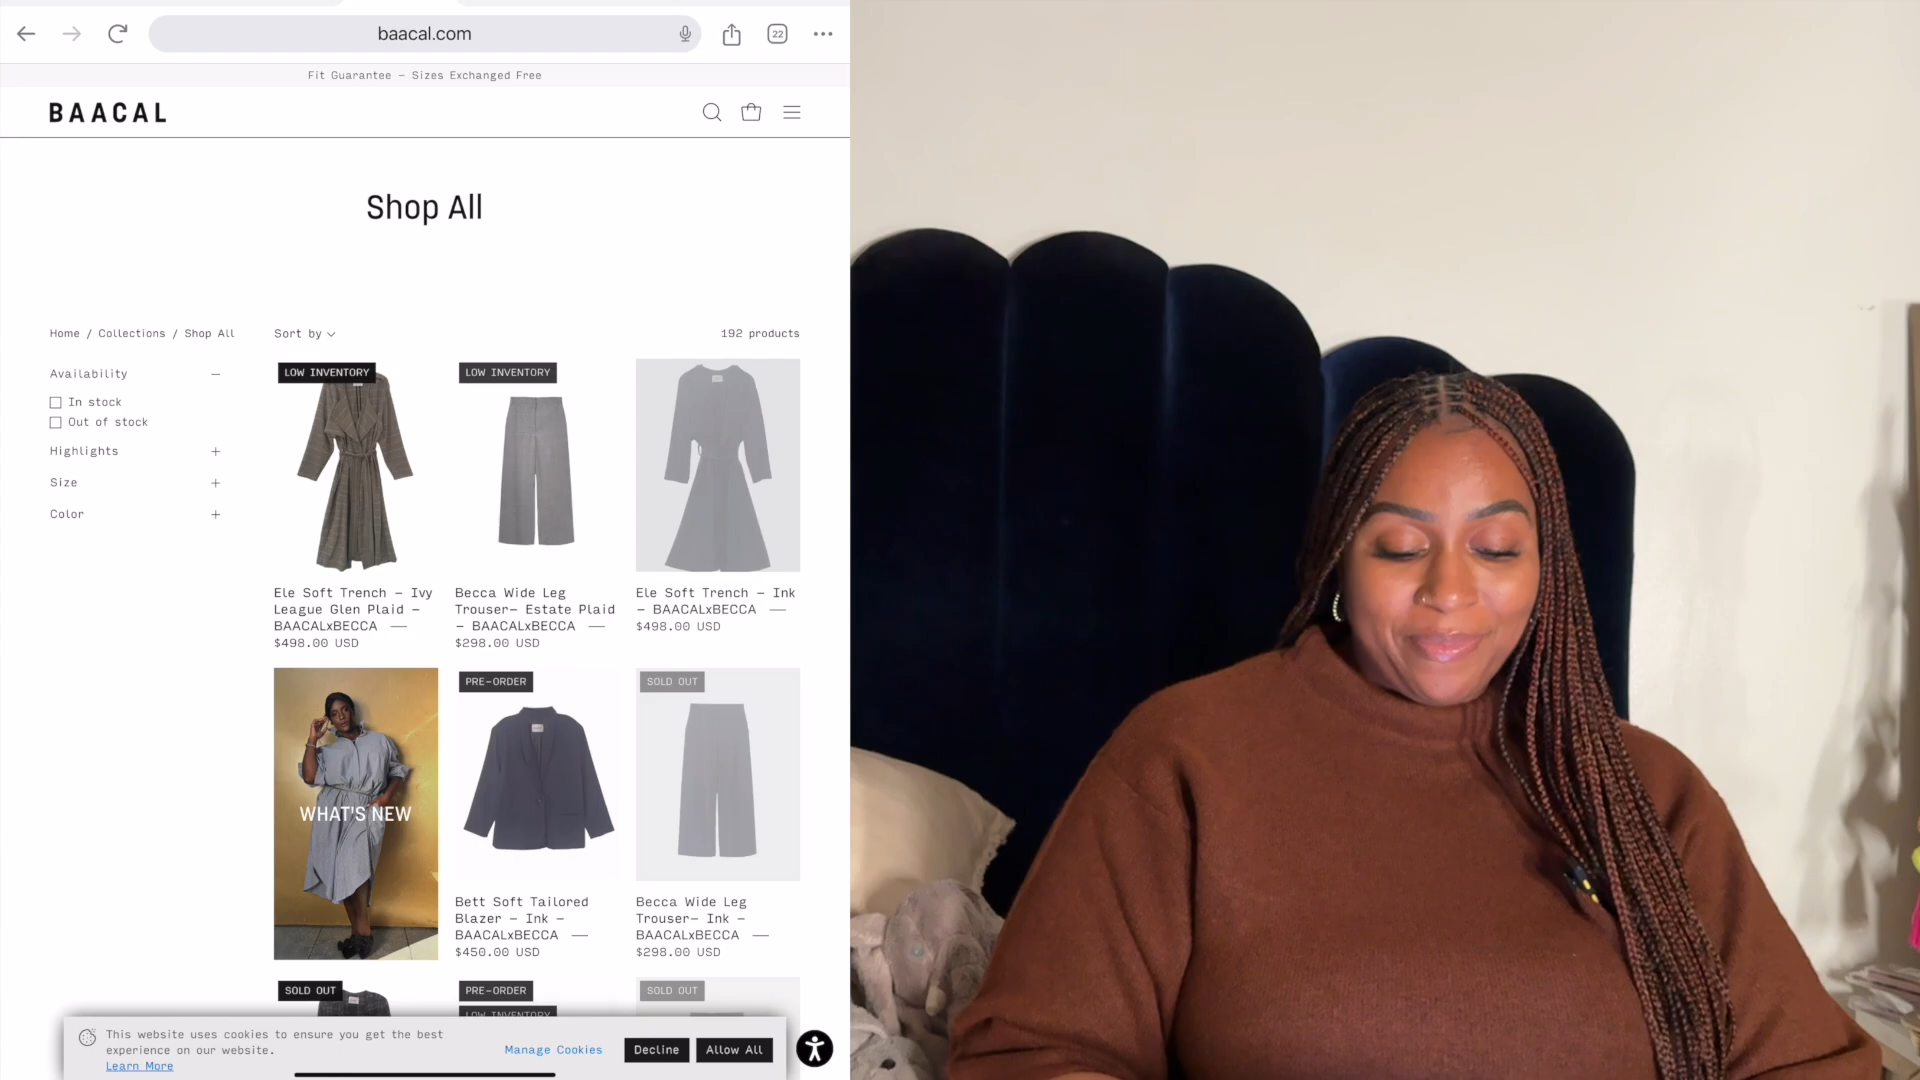 baacal.com
22
Fit Guarantee – Sizes Exchanged Free
BAACAL
Shop All
Home / Collections / Shop All
Sort by
192 products
Availability
In stock
Out of stock
Highlights
Size
Color
LOW INVENTORY
Ele Soft Trench – Ivy
League Glen Plaid –
BAACALxBECCA —
$498.00 USD
LOW INVENTORY
Becca Wide Leg
Trouser– Estate Plaid
– BAACALxBECCA —
$298.00 USD
Ele Soft Trench – Ink
– BAACALxBECCA —
$498.00 USD
WHAT'S NEW
PRE-ORDER
Bett Soft Tailored
Blazer – Ink –
BAACALxBECCA —
$450.00 USD
SOLD OUT
Becca Wide Leg
Trouser– Ink –
BAACALxBECCA —
$298.00 USD
SOLD OUT
PRE-ORDER
LOW INVENTORY
SOLD OUT
This website uses cookies to ensure you get the best
experience on our website.
Learn More
Manage Cookies
Decline
Allow All